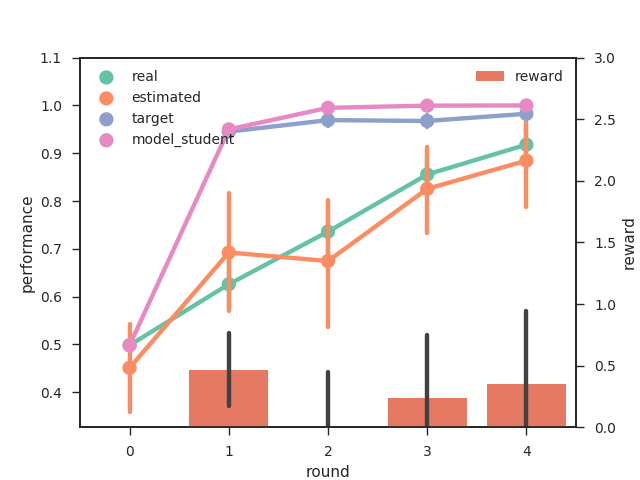 1.1
1.0
0.9
0.8
0.7
0.6
0.5
0.4
performance
real
estimated
target
model_student
reward
3.0
2.5
2.0
1.5
1.0
0.5
0.0
reward
0 1 2 3 4
round